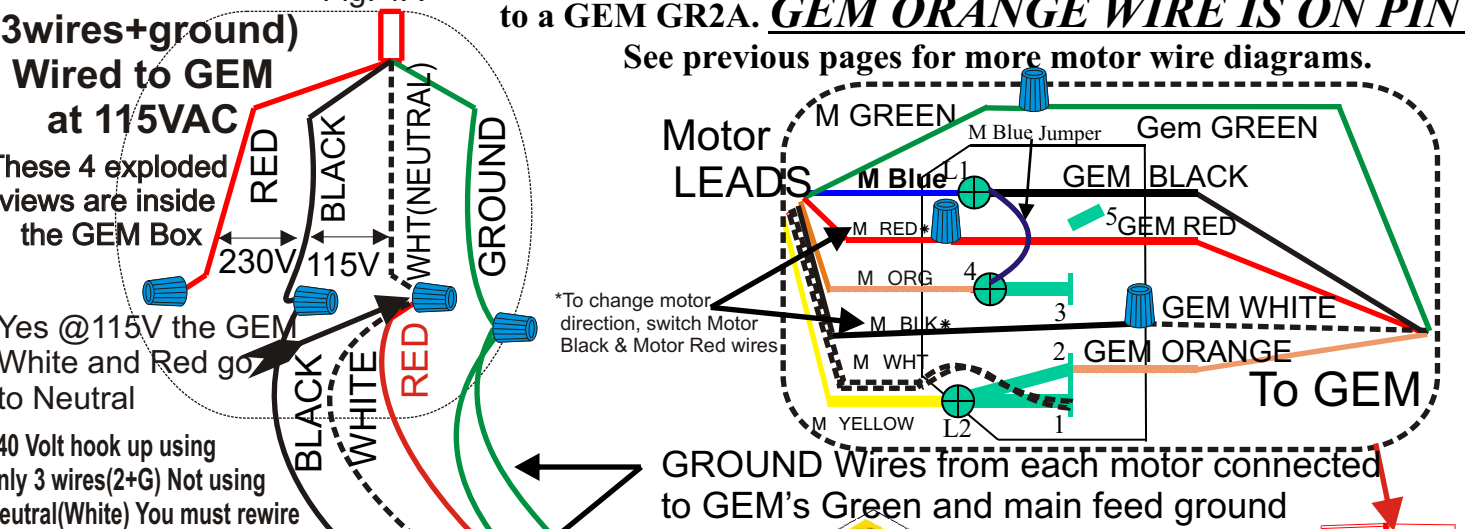 3wires+ground)
Wired to GEM
at 115VAC
These 4 exploded
views are inside
the GEM Box
RED
BLACK
WHT(NEUTRAL)
GROUND
230V
115V
Yes @115V the GEM
White and Red go
to Neutral
BLACK
WHITE
RED
40 Volt hook up using
nly 3 wires(2+G) Not using
eutral(White) You must rewire
to a GEM GR2A. GEM ORANGE WIRE IS ON PIN
See previous pages for more motor wire diagrams.
Motor
LEADS
M GREEN
M Blue Jumper
Gem GREEN
M Blue
L1
GEM BLACK
M RED*
5
GEM RED
M ORG
4
3
*To change motor
direction, switch Motor
Black & Motor Red wires
M BLK*
GEM WHITE
M WHT
2
GEM ORANGE
To GEM
M YELLOW
L2
1
GROUND Wires from each motor connected
to GEM's Green and main feed ground